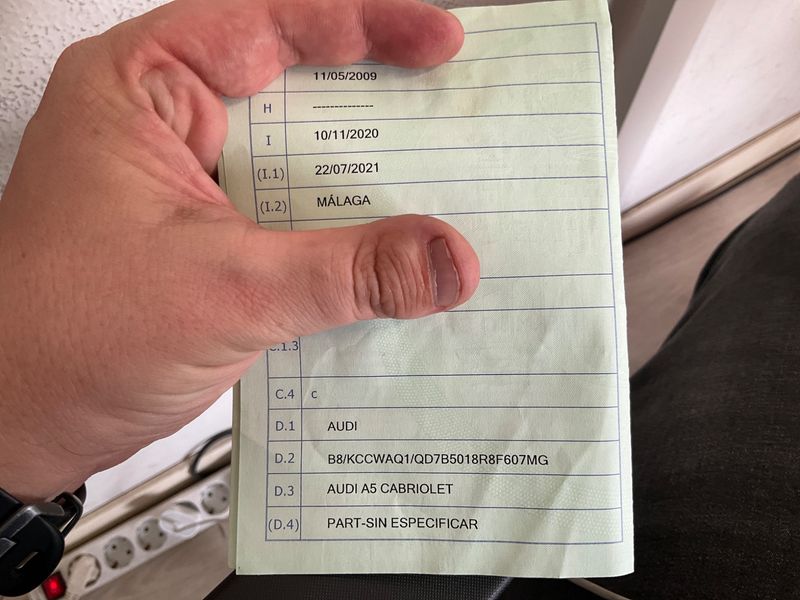 11/05/2009
H --------------
I 10/11/2020
(I.1) 22/07/2021
(I.2) MÁLAGA
C.1.3
C.4 c
D.1 AUDI
D.2 B8/KCCWAQ1/QD7B5018R8F607MG
D.3 AUDI A5 CABRIOLET
(D.4) PART-SIN ESPECIFICAR